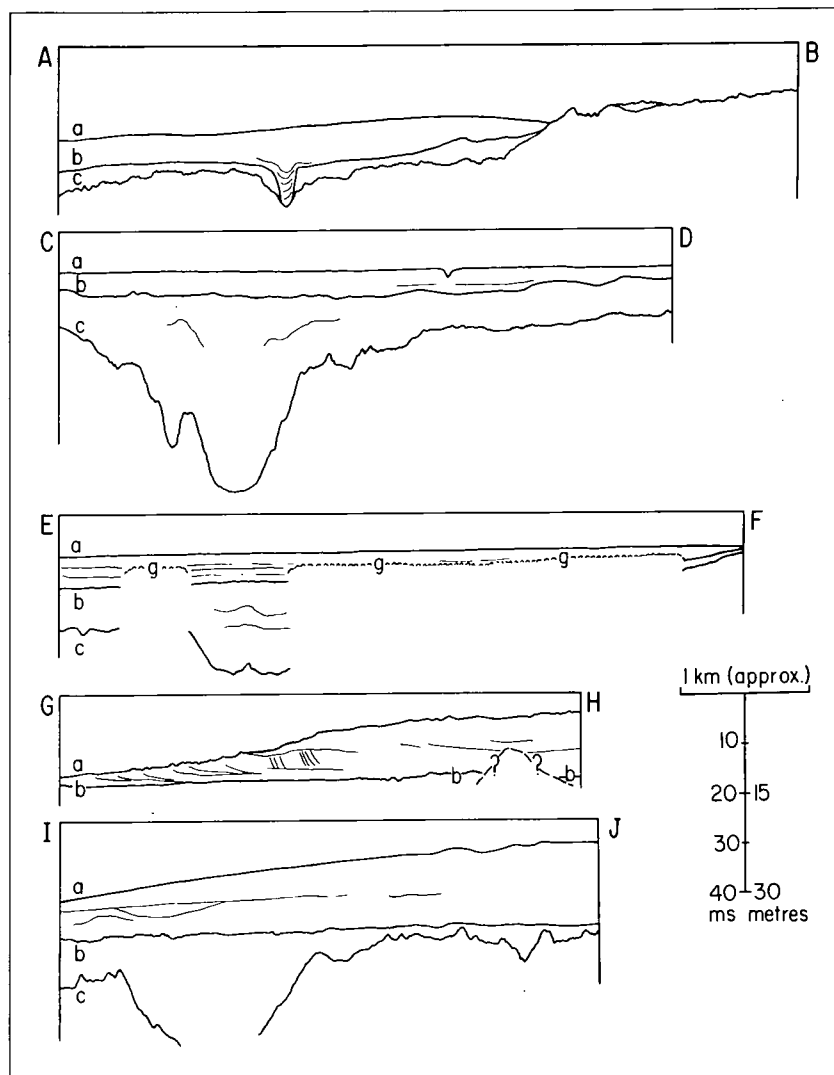 A B
a
b
c
C D
a
b
c
E F
a
g g g
b
c
G H
a
b b ? ? b
I J
a
b
c
1 km (approx.)
10
20 15
30
40 30
ms metres